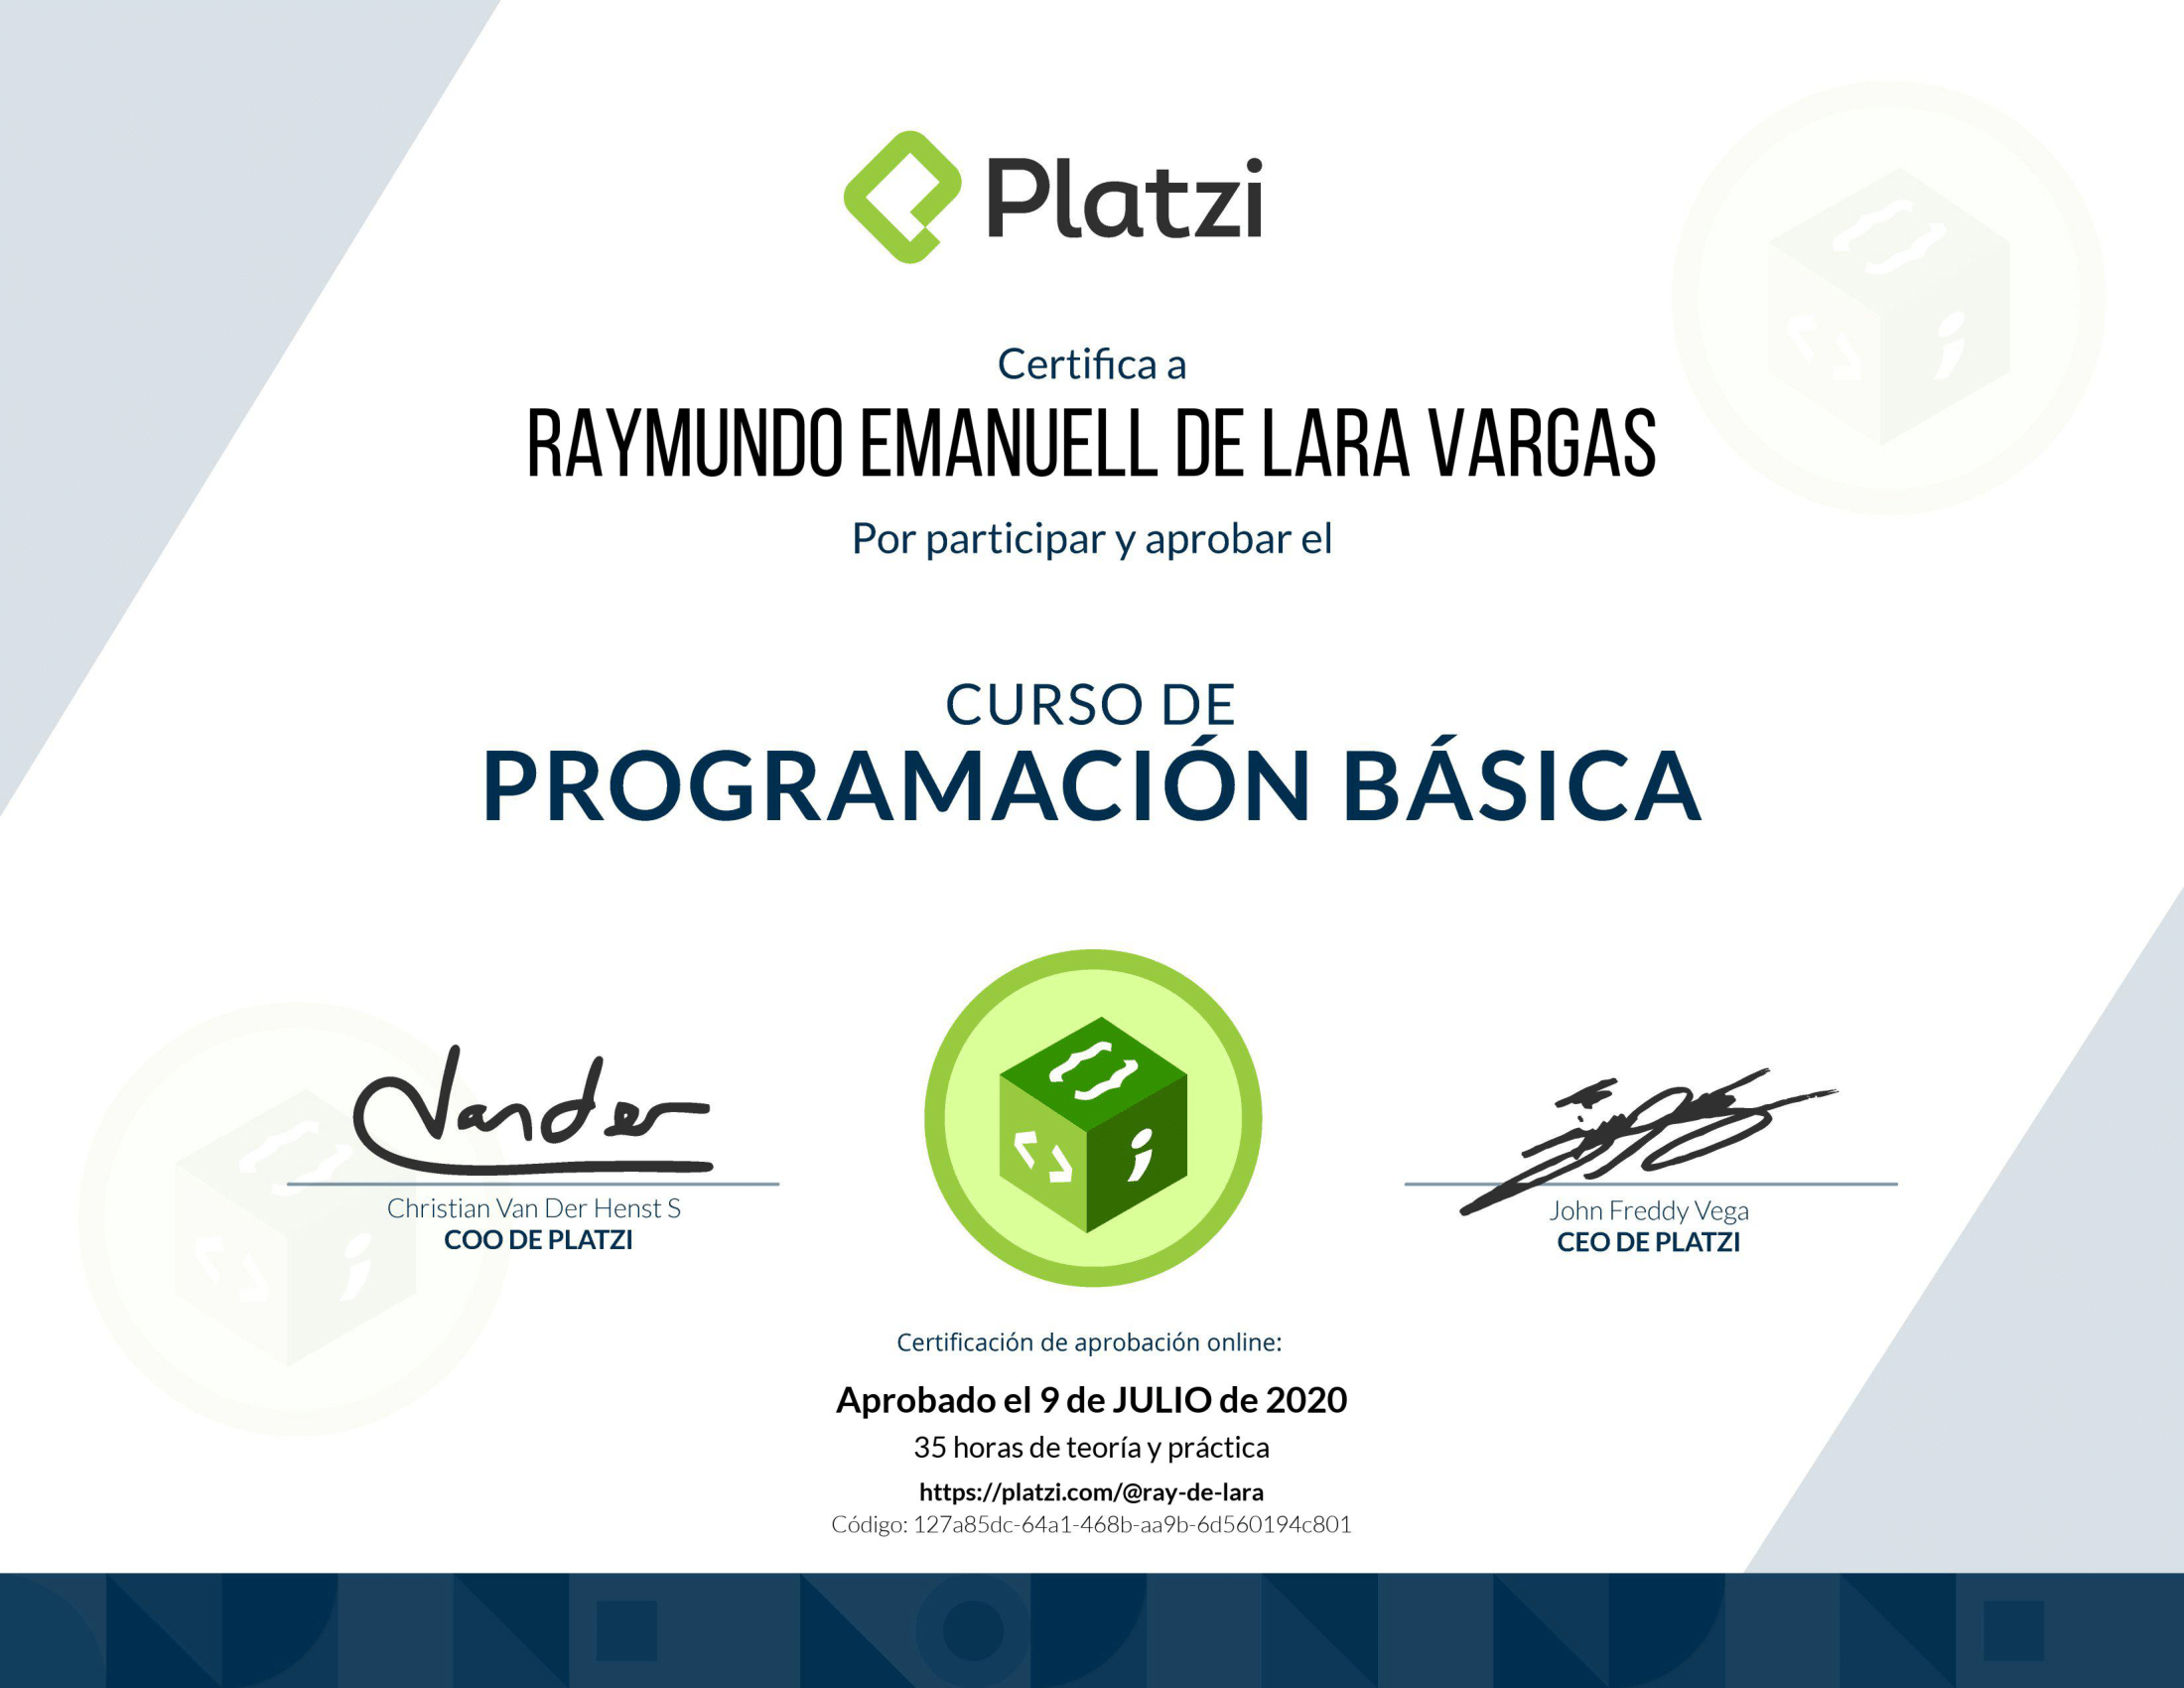 Platzi
Certifica a
RAYMUNDO EMANUELL DE LARA VARGAS
Por participar y aprobar el
CURSO DE
PROGRAMACIÓN BÁSICA
Vander
Christian Van Der Henst S
COO DE PLATZI
John Freddy Vega
CEO DE PLATZI
Certificación de aprobación online:
Aprobado el 9 de JULIO de 2020
35 horas de teoría y práctica
https://platzi.com/@ray-de-lara
Código: 127a85dc-64a1-468b-aa9b-6d560194c801